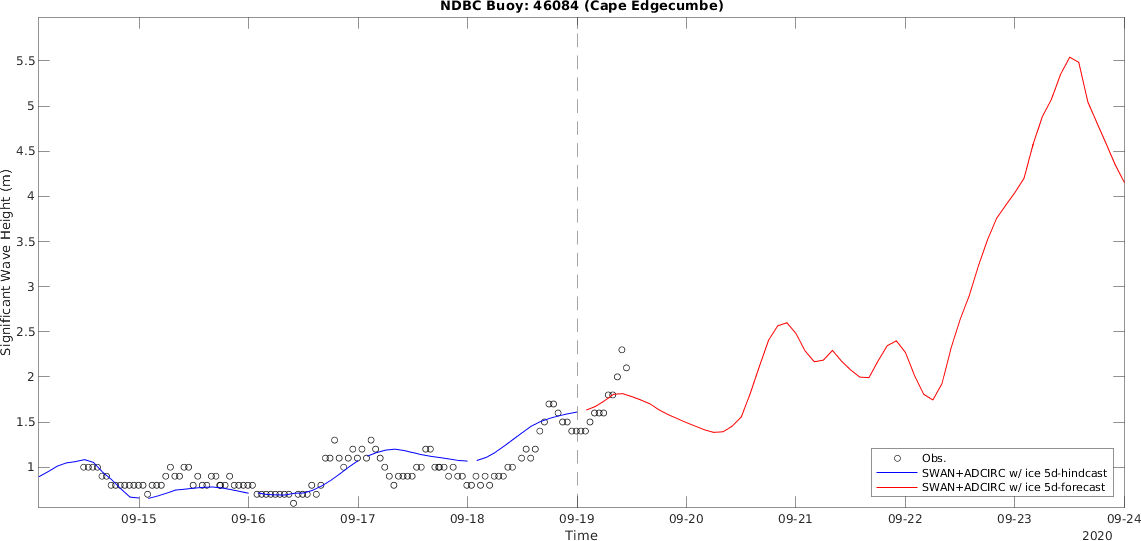 NDBC Buoy: 46084 (Cape Edgecumbe)
Significant Wave Height (m)
5.5
5
4.5
4
3.5
3
2.5
2
1.5
1
Obs.
SWAN+ADCIRC w/ ice 5d-hindcast
SWAN+ADCIRC w/ ice 5d-forecast
09-15 09-16 09-17 09-18 09-19 09-20 09-21 09-22 09-23 09-24
Time
2020